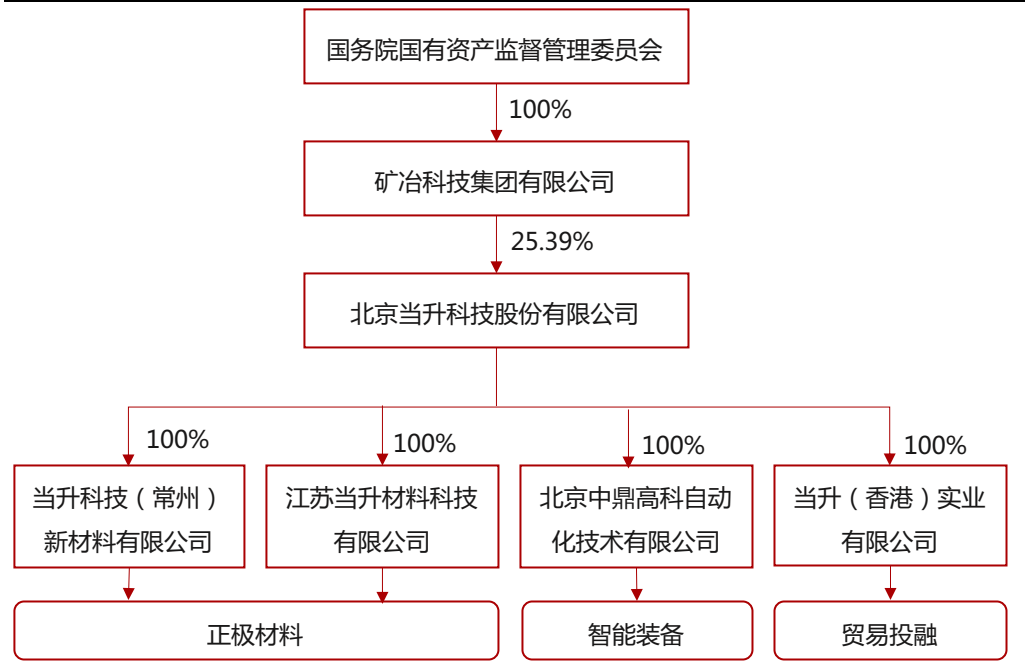 国务院国有资产监督管理委员会
100%
矿冶科技集团有限公司
25.39%
北京当升科技股份有限公司
100%
100%
100%
100%
当升科技（常州）
新材料有限公司
江苏当升材料科技
有限公司
北京中鼎高科自动
化技术有限公司
当升（香港）实业
有限公司
正极材料
智能装备
贸易投融